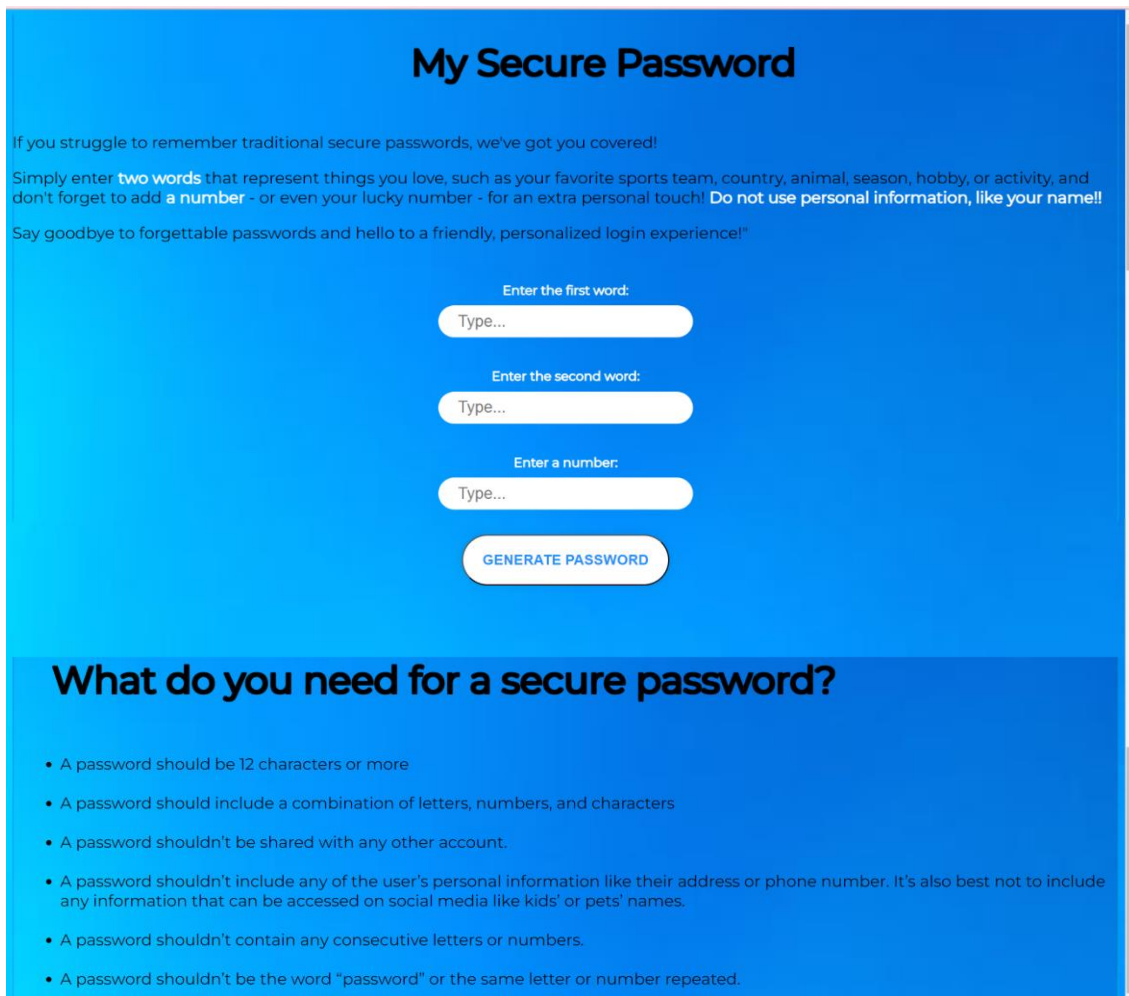 My Secure Password
If you struggle to remember traditional secure passwords, we've got you covered!
Simply enter two words that represent things you love, such as your favorite sports team, country, animal, season, hobby, or activity, and
don't forget to add a number - or even your lucky number - for an extra personal touch! Do not use personal information, like your name!!
Say goodbye to forgettable passwords and hello to a friendly, personalized login experience!"
Enter the first word:
Type...
Enter the second word:
Type...
Enter a number:
Type...
GENERATE PASSWORD
What do you need for a secure password?
• A password should be 12 characters or more
• A password should include a combination of letters, numbers, and characters
• A password shouldn’t be shared with any other account.
• A password shouldn’t include any of the user’s personal information like their address or phone number. It’s also best not to include
any information that can be accessed on social media like kids’ or pets’ names.
• A password shouldn’t contain any consecutive letters or numbers.
• A password shouldn’t be the word “password” or the same letter or number repeated.